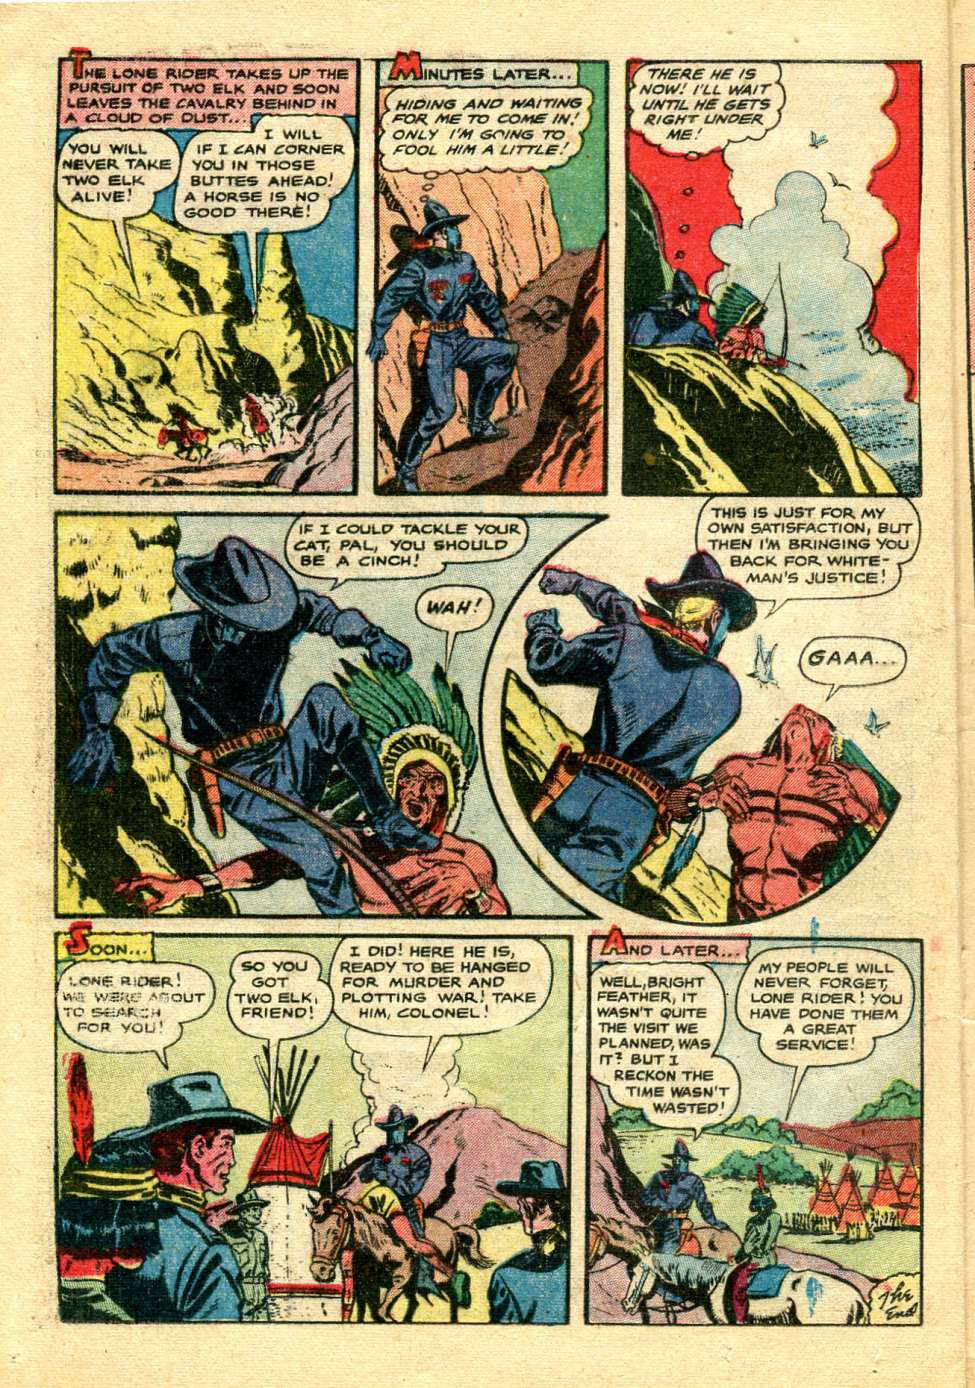 THE LONE RIDER TAKES UP THE
PURSUIT OF TWO ELK AND SOON
LEAVES THE CAVALRY BEHIND IN
A CLOUD OF DUST...
YOU WILL
NEVER TAKE
TWO ELK
ALIVE!
I WILL
IF I CAN CORNER
YOU IN THOSE
BUTTES AHEAD!
A HORSE IS NO
GOOD THERE!
MINUTES LATER...
HIDING AND WAITING
FOR ME TO COME IN!
ONLY I'M GOING TO
FOOL HIM A LITTLE!
THERE HE IS
NOW! I'LL WAIT
UNTIL HE GETS
RIGHT UNDER
ME!
IF I COULD TACKLE YOUR
CAT, PAL, YOU SHOULD
BE A CINCH!
WAH!
THIS IS JUST FOR MY
OWN SATISFACTION, BUT
THEN I'M BRINGING YOU
BACK FOR WHITE-
MAN'S JUSTICE!
GAAA...
SOON...
LONE RIDER!
WE WERE ABOUT
TO SEARCH
FOR YOU!
SO YOU
GOT
TWO ELK,
FRIEND!
I DID! HERE HE IS,
READY TO BE HANGED
FOR MURDER AND
PLOTTING WAR! TAKE
HIM, COLONEL!
AND LATER...
WELL, BRIGHT
FEATHER, IT
WASN'T QUITE
THE VISIT WE
PLANNED, WAS
IT? BUT I
RECKON THE
TIME WASN'T
WASTED!
MY PEOPLE WILL
NEVER FORGET,
LONE RIDER! YOU
HAVE DONE THEM
A GREAT
SERVICE!
The
End